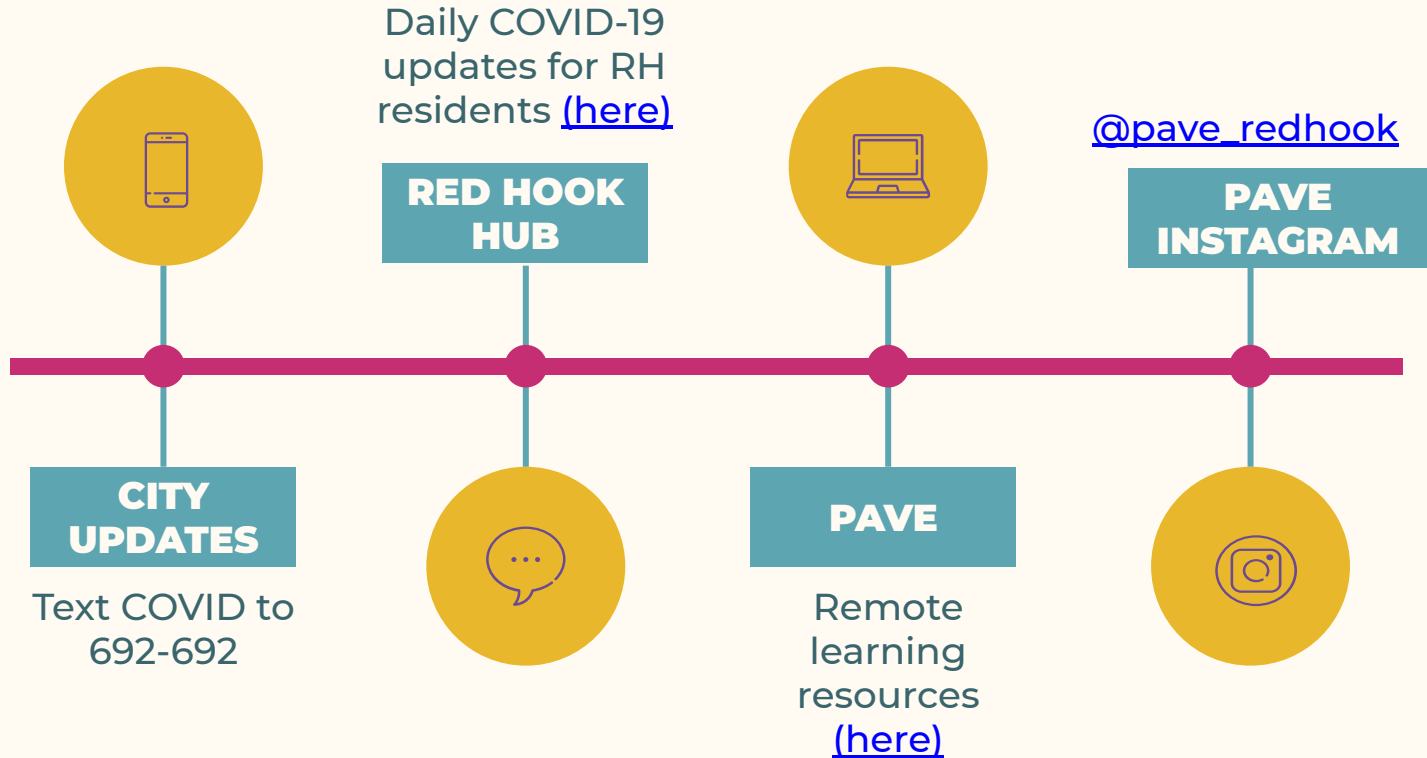 CITY
UPDATES
Text COVID to
692-692
Daily COVID-19
updates for RH
residents (here)
RED HOOK
HUB
PAVE
Remote
learning
resources
(here)
@pave_redhook
PAVE
INSTAGRAM